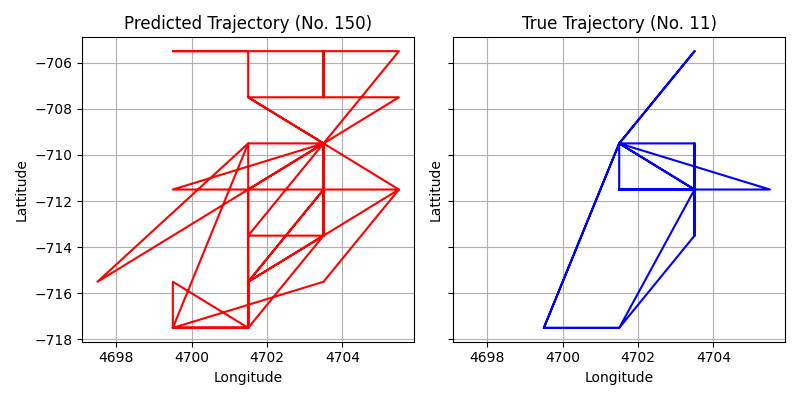 Predicted Trajectory (No. 150)
True Trajectory (No. 11)
−706
−708
−710
−712
−714
−716
−718
Lattitude
Lattitude
4698
4700
4702
4704
4698
4700
4702
4704
Longitude
Longitude